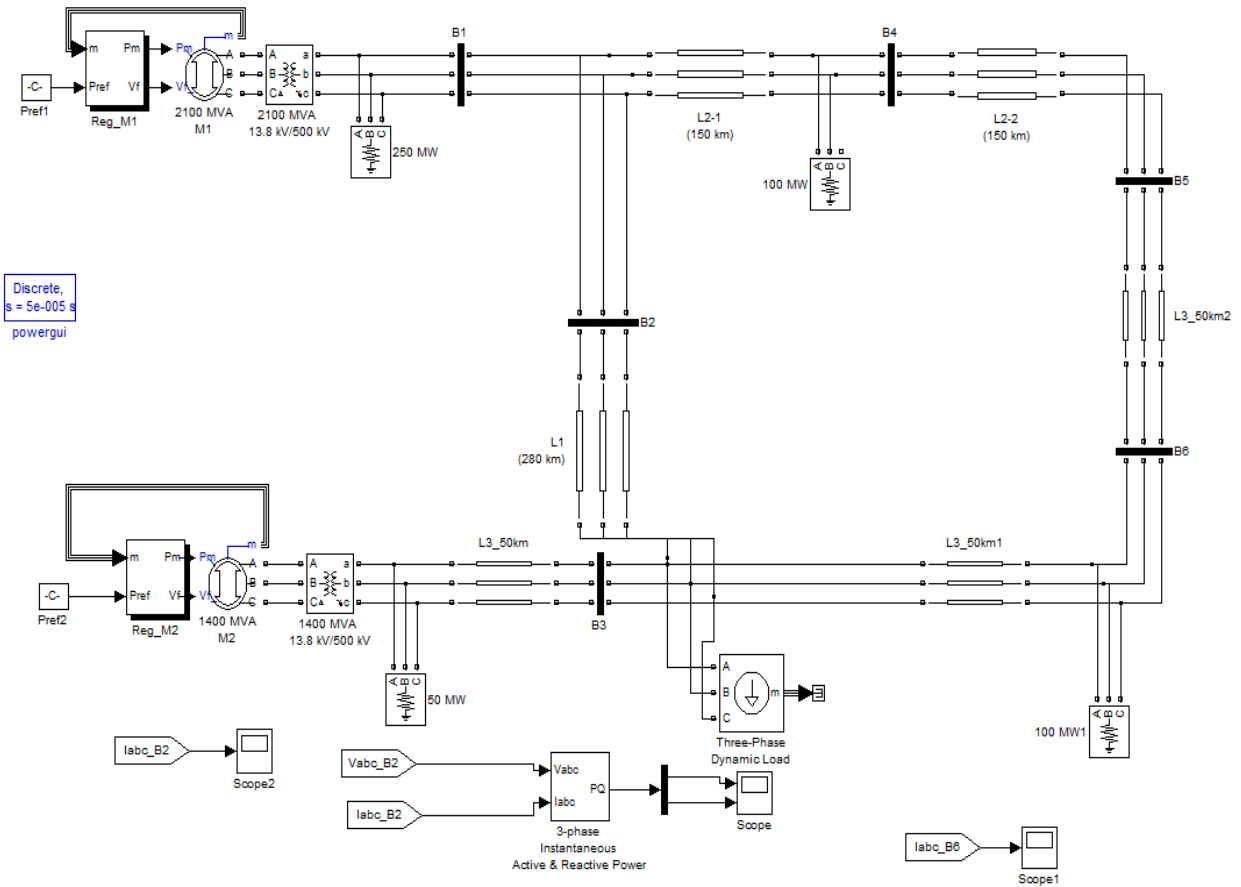 m
Pm
Pref
Vf
-C-
Pref1
Reg_M1
m
Pm
Vf
A
B
C
2100 MVA
M1
A
B
C
a
b
c
2100 MVA
13.8 kV/500 kV
A B C
250 MW
B1
L2-1
(150 km)
A B C
100 MW
B4
L2-2
(150 km)
B5
L3_50km2
B6
Discrete,
s = 5e-005 s
powergui
B2
L1
(280 km)
m
Pm
Pref
Vf
-C-
Pref2
Reg_M2
m
Pm
Vf
A
B
C
1400 MVA
M2
A
B
C
a
b
c
1400 MVA
13.8 kV/500 kV
A B C
50 MW
L3_50km
B3
L3_50km1
A B C
100 MW1
A
B
C
m
Three-Phase
Dynamic Load
Iabc_B2
Scope2
Vabc_B2
Iabc_B2
Vabc
Iabc
PQ
3-phase
Instantaneous
Active & Reactive Power
Scope
Iabc_B6
Scope1